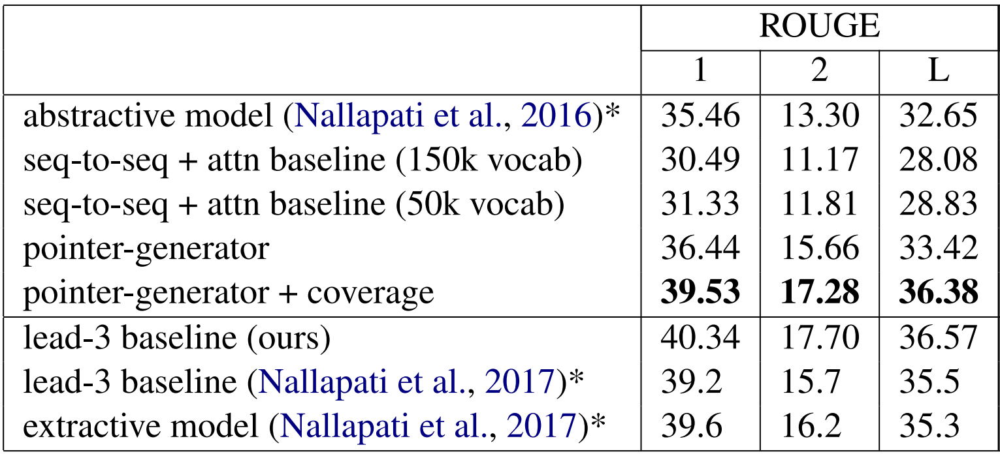 ROUGE
1 2 L
abstractive model (Nallapati et al., 2016)* 35.46 13.30 32.65
seq-to-seq + attn baseline (150k vocab) 30.49 11.17 28.08
seq-to-seq + attn baseline (50k vocab) 31.33 11.81 28.83
pointer-generator 36.44 15.66 33.42
pointer-generator + coverage 39.53 17.28 36.38
lead-3 baseline (ours) 40.34 17.70 36.57
lead-3 baseline (Nallapati et al., 2017)* 39.2 15.7 35.5
extractive model (Nallapati et al., 2017)* 39.6 16.2 35.3